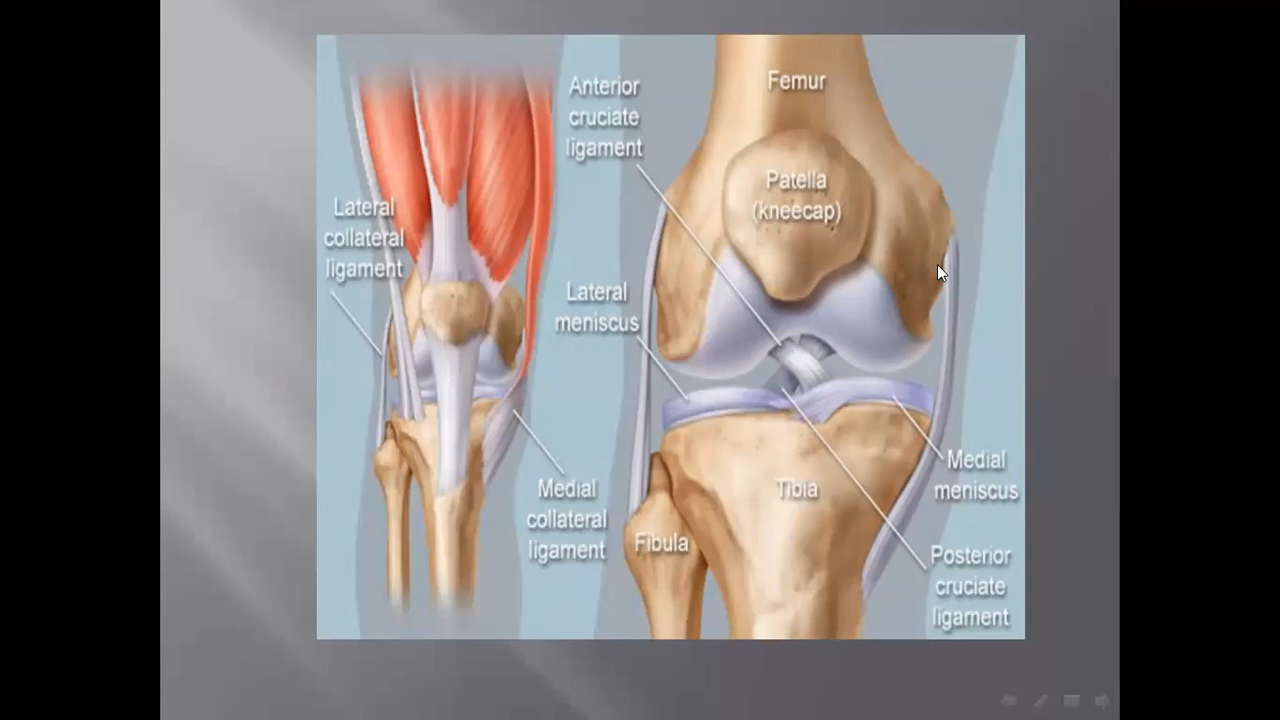 Lateral
collateral
ligament
Medial
collateral
ligament
Anterior
cruciate
ligament
Lateral
meniscus
Femur
Patella
(kneecap)
Tibia
Fibula
Medial
meniscus
Posterior
cruciate
ligament